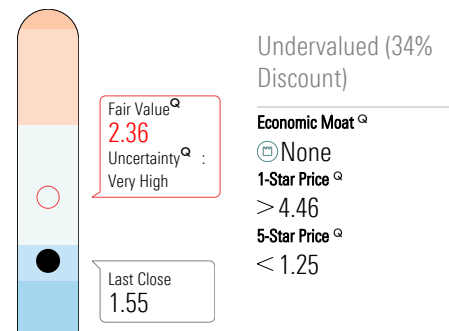 Fair Value Q
2.36
Uncertainty Q :
Very High
Last Close
1.55
Undervalued (34%
Discount)
Economic Moat Q
None
1-Star Price Q
>4.46
5-Star Price Q
<1.25